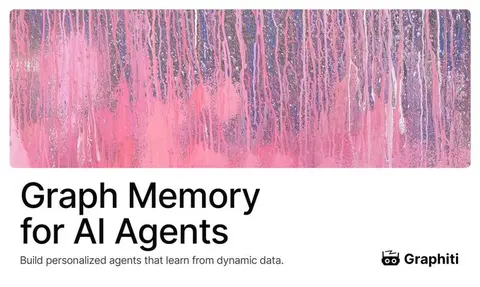 Graph Memory
for AI Agents
Build personalized agents that learn from dynamic data.
Graphiti